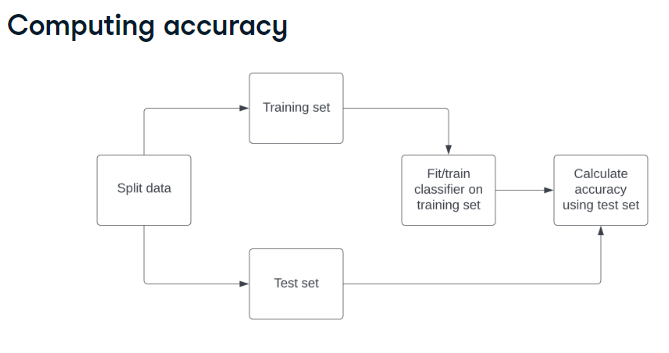 Computing accuracy
Training set
Split data
Fit/train
classifier on
training set
Calculate
accuracy
using test set
Test set